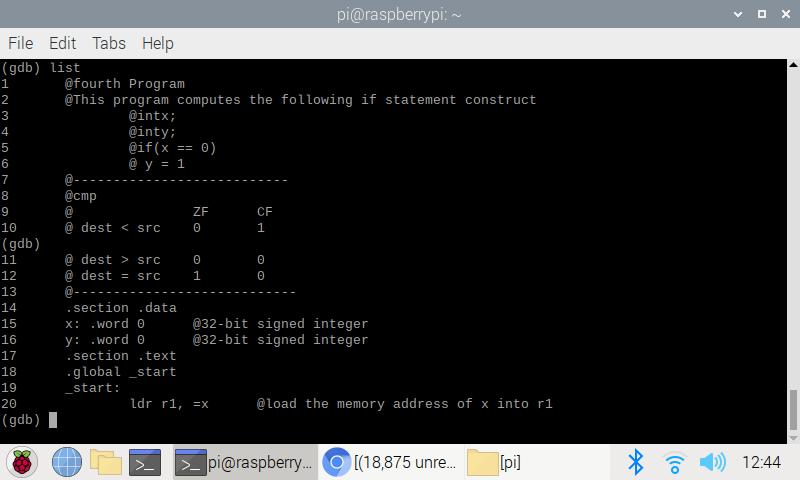 pi@raspberrypi: ~
File Edit Tabs Help
(gdb) list
1 @fourth Program
2 @This program computes the following if statement construct
3 @intx;
4 @inty;
5 @if(x == 0)
6 @ y = 1
7 @---------------------------
8 @cmp
9 @ ZF CF
10 @ dest < src 0 1
(gdb)
11 @ dest > src 0 0
12 @ dest = src 1 0
13 @----------------------------
14 .section .data
15 x: .word 0 @32-bit signed integer
16 y: .word 0 @32-bit signed integer
17 .section .text
18 .global _start
19 _start:
20 ldr r1, =x @load the memory address of x into r1
(gdb)
pi@raspberry... [(18,875 unre... [pi] 12:44